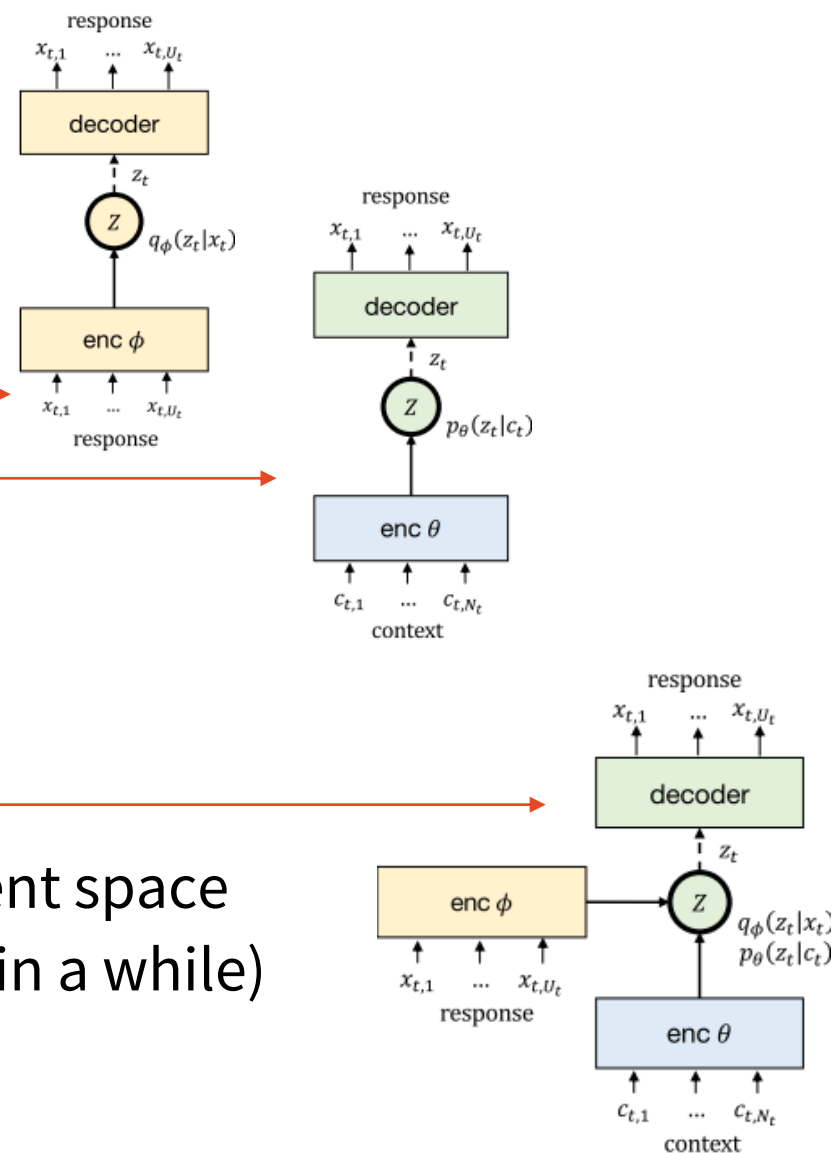 response
x_{t,1} ... x_{t,U_t}
decoder
z_t
Z
q_ϕ(z_t|x_t)
enc ϕ
x_{t,1} ... x_{t,U_t}
response
response
x_{t,1} ... x_{t,U_t}
decoder
z_t
Z
p_θ(z_t|c_t)
enc θ
c_{t,1} ... c_{t,N_t}
context
response
x_{t,1} ... x_{t,U_t}
decoder
z_t
enc ϕ
Z
q_ϕ(z_t|x_t)
p_θ(z_t|c_t)
x_{t,1} ... x_{t,U_t}
response
enc θ
c_{t,1} ... c_{t,N_t}
context
ent space
in a while)